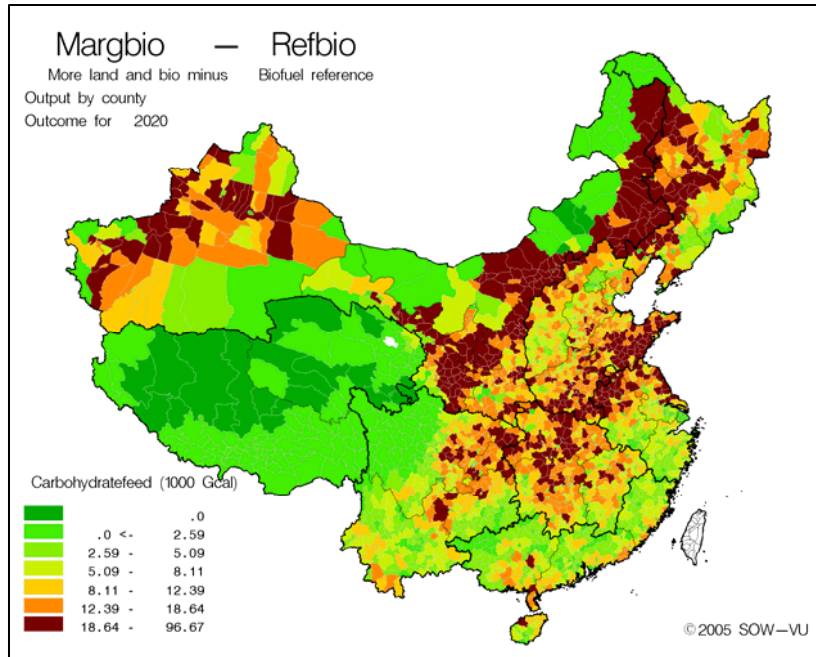 Margbio — Refbio
More land and bio minus Biofuel reference
Output by county
Outcome for 2020
Carbohydratefeed (1000 Gcal)
.0
.0 <- 2.59
2.59 - 5.09
5.09 - 8.11
8.11 - 12.39
12.39 - 18.64
18.64 - 96.67
©2005 SOW—VU